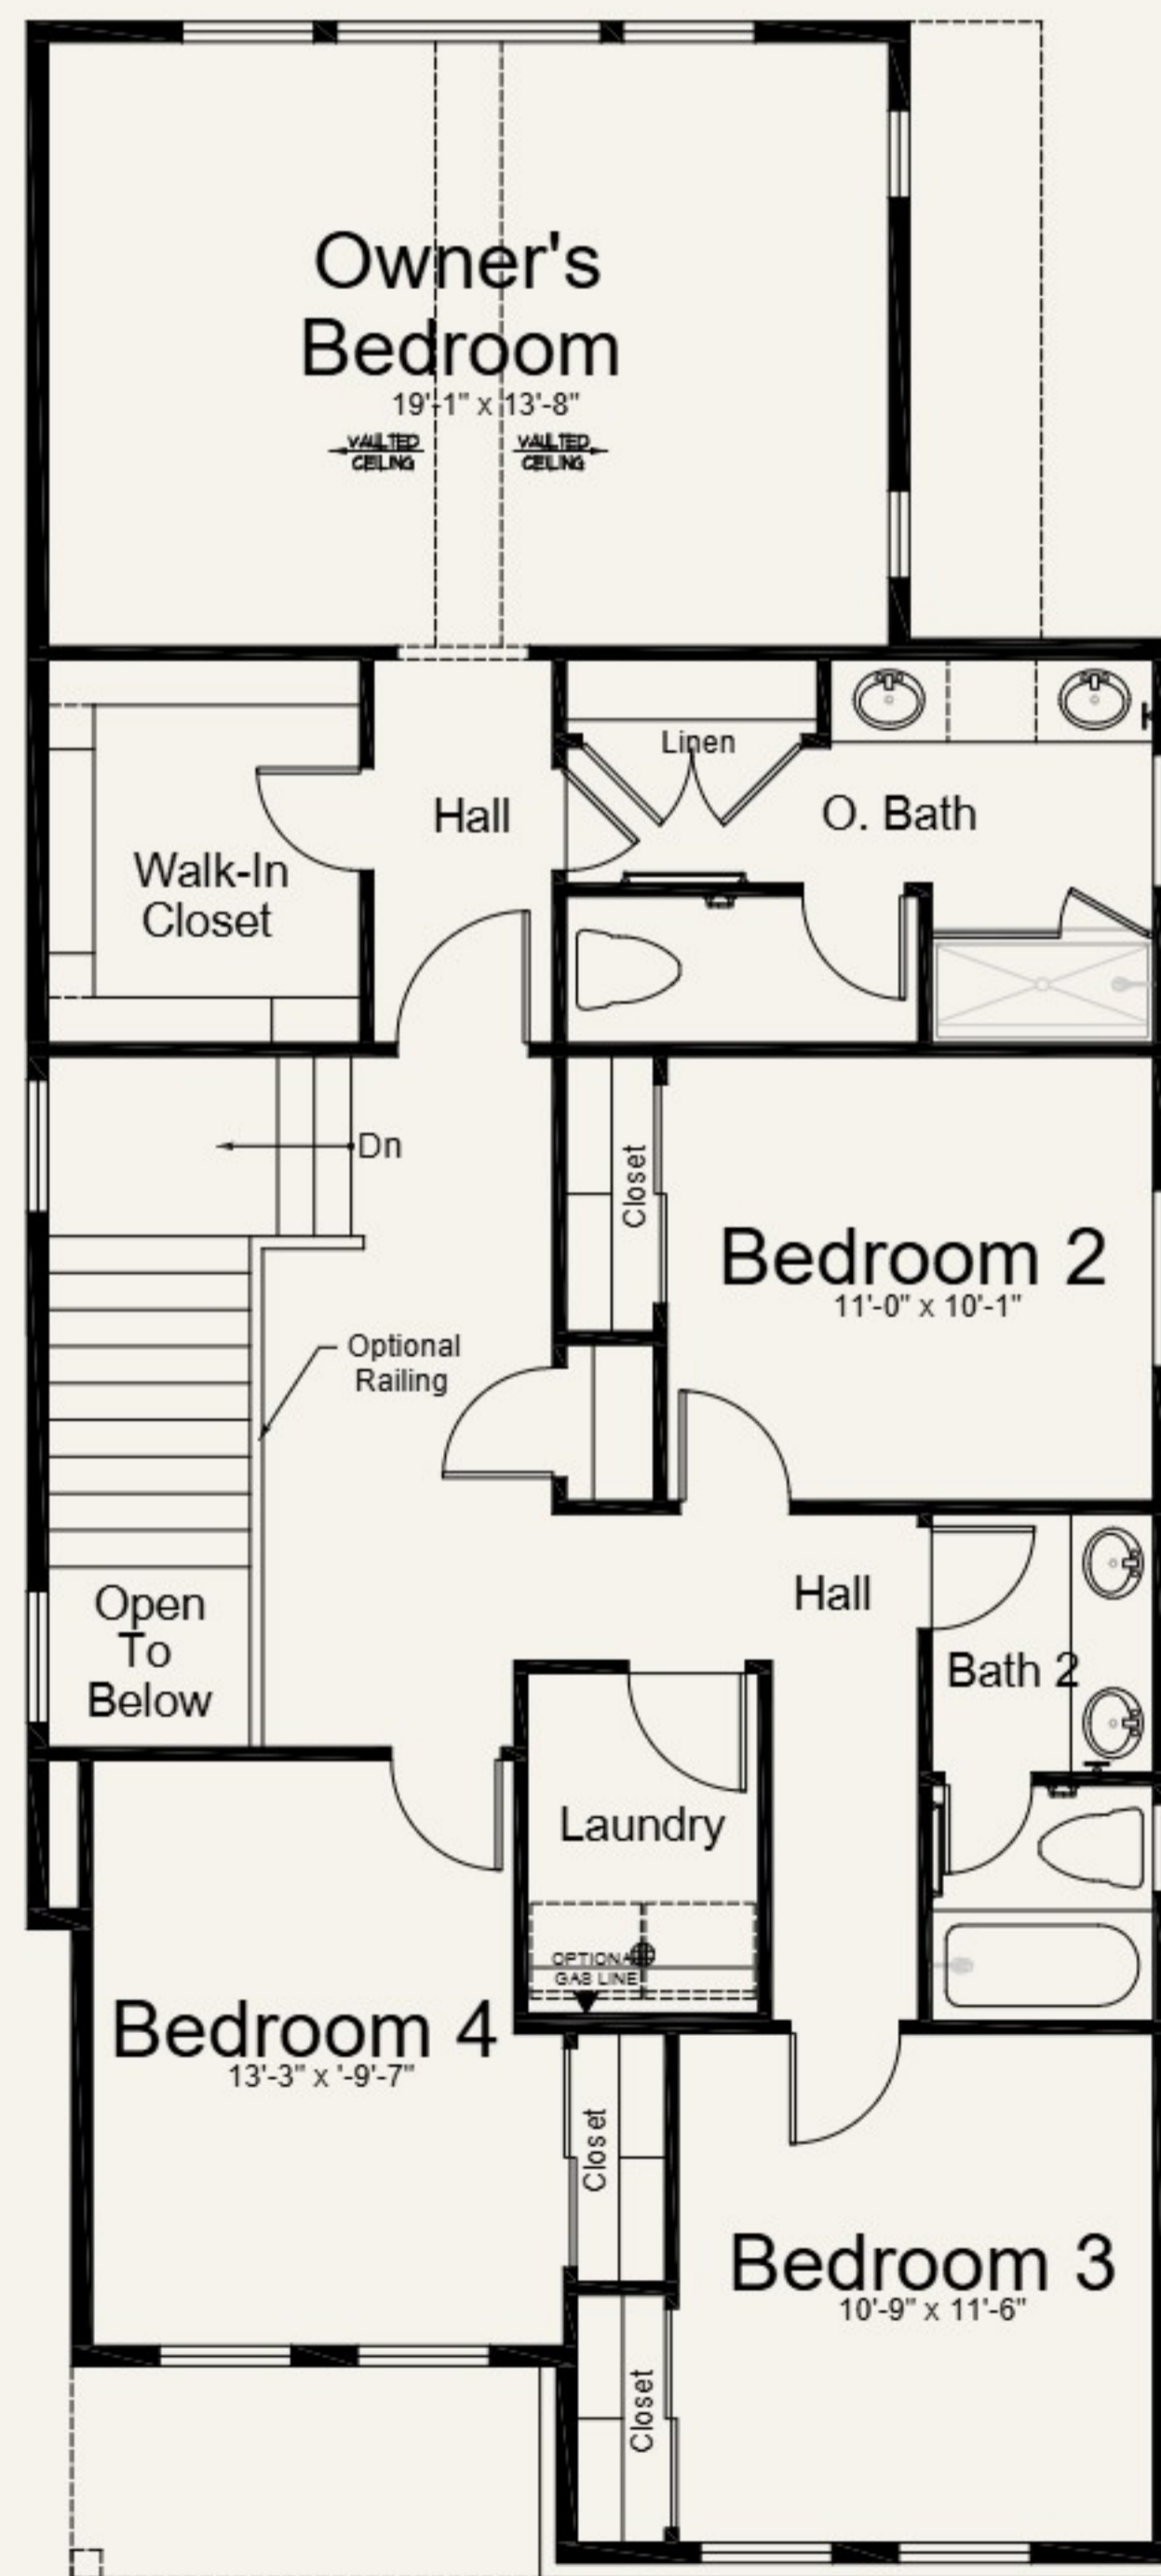 Owner's
Bedroom
19'-1" x 13'-8"
VAULTED
CEILING
VAULTED
CEILING
Linen
Hall
O. Bath
Walk-In
Closet
Dn
Closet
Bedroom 2
11'-0" x 10'-1"
Optional
Railing
Open
To
Below
Hall
Bath 2
Laundry
OPTIONAL
GAS LINE
Bedroom 4
13'-3" x '-9'-7"
Closet
Bedroom 3
10'-9" x 11'-6"
Closet